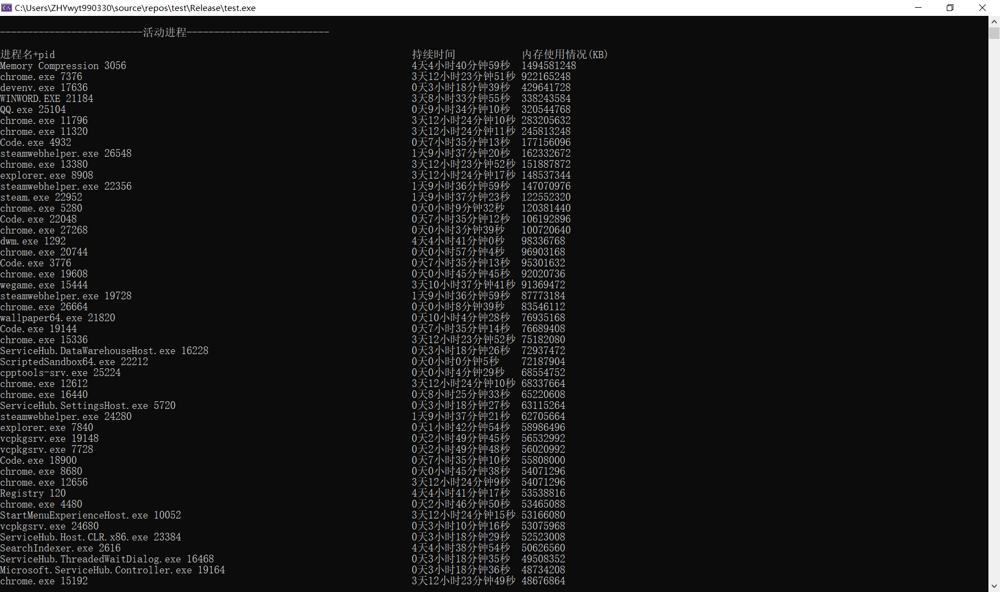 C:\Users\ZHYwyt990330\source\repos\test\Release\test.exe
--------------------------活动进程--------------------------
进程名+pid 持续时间 内存使用情况(KB)
Memory Compression 3056 4天4小时40分钟59秒 1494581248
chrome.exe 7376 3天12小时23分钟51秒 922165248
devenv.exe 17636 0天3小时18分钟39秒 429641728
WINWORD.EXE 21184 3天8小时33分钟55秒 338243584
QQ.exe 25104 0天9小时34分钟10秒 320544768
chrome.exe 11796 3天12小时24分钟10秒 283205632
chrome.exe 11320 3天12小时24分钟11秒 245813248
Code.exe 4932 0天7小时35分钟13秒 177156096
steamwebhelper.exe 26548 1天9小时37分钟20秒 162332672
chrome.exe 13380 3天12小时23分钟52秒 151887872
explorer.exe 8908 3天12小时24分钟17秒 148537344
steamwebhelper.exe 22356 1天9小时36分钟59秒 147070976
steam.exe 22952 1天9小时37分钟23秒 122552320
chrome.exe 5280 0天0小时9分钟32秒 120381440
Code.exe 22048 0天7小时35分钟12秒 106192896
chrome.exe 27268 0天0小时3分钟39秒 100720640
dwm.exe 1292 4天4小时41分钟0秒 98336768
chrome.exe 20744 0天0小时57分钟4秒 96903168
Code.exe 3776 0天7小时35分钟13秒 95301632
chrome.exe 19608 0天0小时45分钟45秒 92020736
wegame.exe 15444 3天10小时37分钟41秒 91369472
steamwebhelper.exe 19728 1天9小时36分钟59秒 87773184
chrome.exe 26664 0天0小时8分钟39秒 83546112
wallpaper64.exe 21820 0天10小时4分钟28秒 76935168
Code.exe 19144 0天7小时35分钟14秒 76689408
chrome.exe 15336 3天12小时23分钟52秒 75182080
ServiceHub.DataWarehouseHost.exe 16228 0天3小时18分钟26秒 72937472
ScriptedSandbox64.exe 22212 0天0小时0分钟5秒 72187904
cpptools-srv.exe 25224 0天0小时4分钟29秒 68554752
chrome.exe 12612 3天12小时24分钟10秒 68337664
chrome.exe 16440 0天8小时25分钟33秒 65220608
ServiceHub.SettingsHost.exe 5720 0天3小时18分钟27秒 63115264
steamwebhelper.exe 24280 1天9小时37分钟21秒 62705664
explorer.exe 7840 0天1小时42分钟54秒 58986496
vcpkgsrv.exe 19148 0天2小时49分钟45秒 56532992
vcpkgsrv.exe 7728 0天2小时49分钟48秒 56020992
Code.exe 18900 0天7小时35分钟10秒 55808000
chrome.exe 8680 0天0小时45分钟38秒 54071296
chrome.exe 12656 3天12小时24分钟9秒 54071296
Registry 120 4天4小时41分钟17秒 53538816
chrome.exe 4480 0天2小时46分钟50秒 53465088
StartMenuExperienceHost.exe 10052 3天12小时24分钟15秒 53166080
vcpkgsrv.exe 24680 0天3小时10分钟16秒 53075968
ServiceHub.Host.CLR.x86.exe 23384 0天3小时18分钟29秒 52523008
SearchIndexer.exe 2616 4天4小时38分钟54秒 50626560
ServiceHub.ThreadedWaitDialog.exe 16468 0天3小时18分钟35秒 49508352
Microsoft.ServiceHub.Controller.exe 19164 0天3小时18分钟36秒 48734208
chrome.exe 15192 3天12小时23分钟49秒 48676864